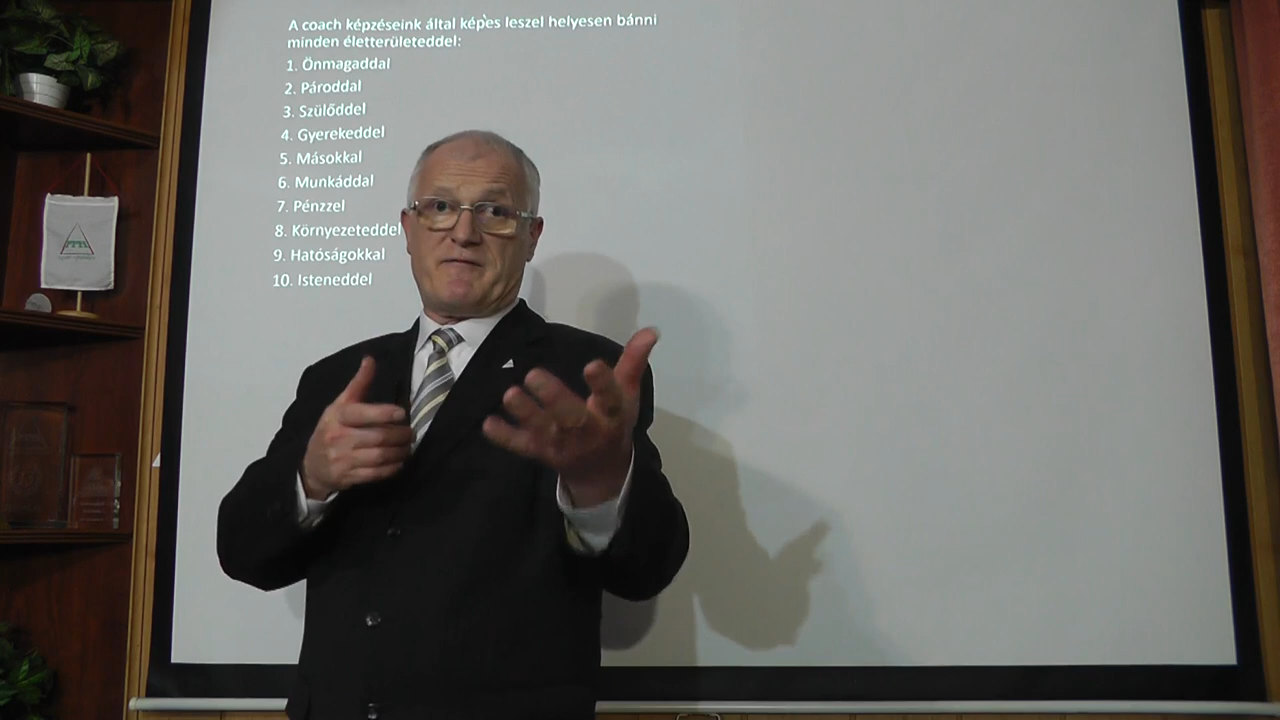 A coach képzéseink által képes leszel helyesen bánni
minden életterületeddel:
1. Önmagaddal
2. Pároddal
3. Szülőddel
4. Gyerekeddel
5. Másokkal
6. Munkáddal
7. Pénzzel
8. Környezeteddel
9. Hatóságokkal
10. Isteneddel